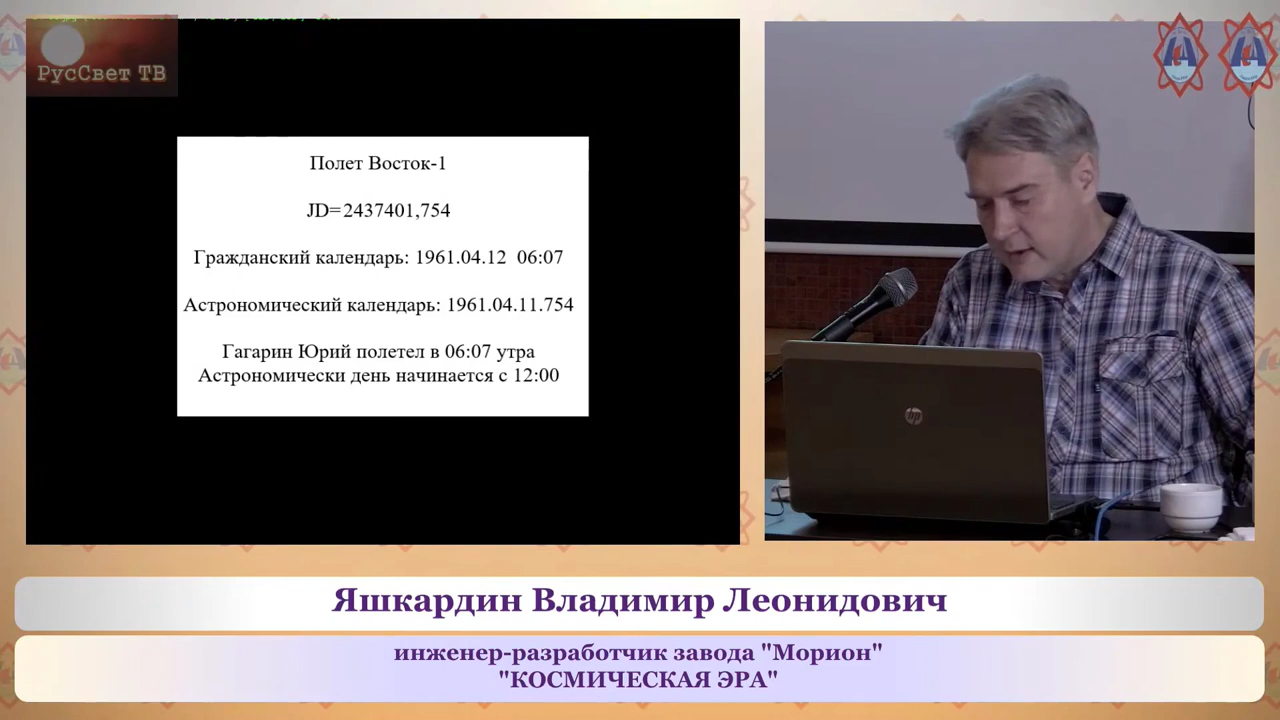 РусСвет ТВ
Полет Восток-1
JD=2437401,754
Гражданский календарь: 1961.04.12 06:07
Астрономический календарь: 1961.04.11.754
Гагарин Юрий полетел в 06:07 утра
Астрономически день начинается с 12:00
hp
Яшкардин Владимир Леонидович
инженер-разработчик завода "Морион"
"КОСМИЧЕСКАЯ ЭРА"